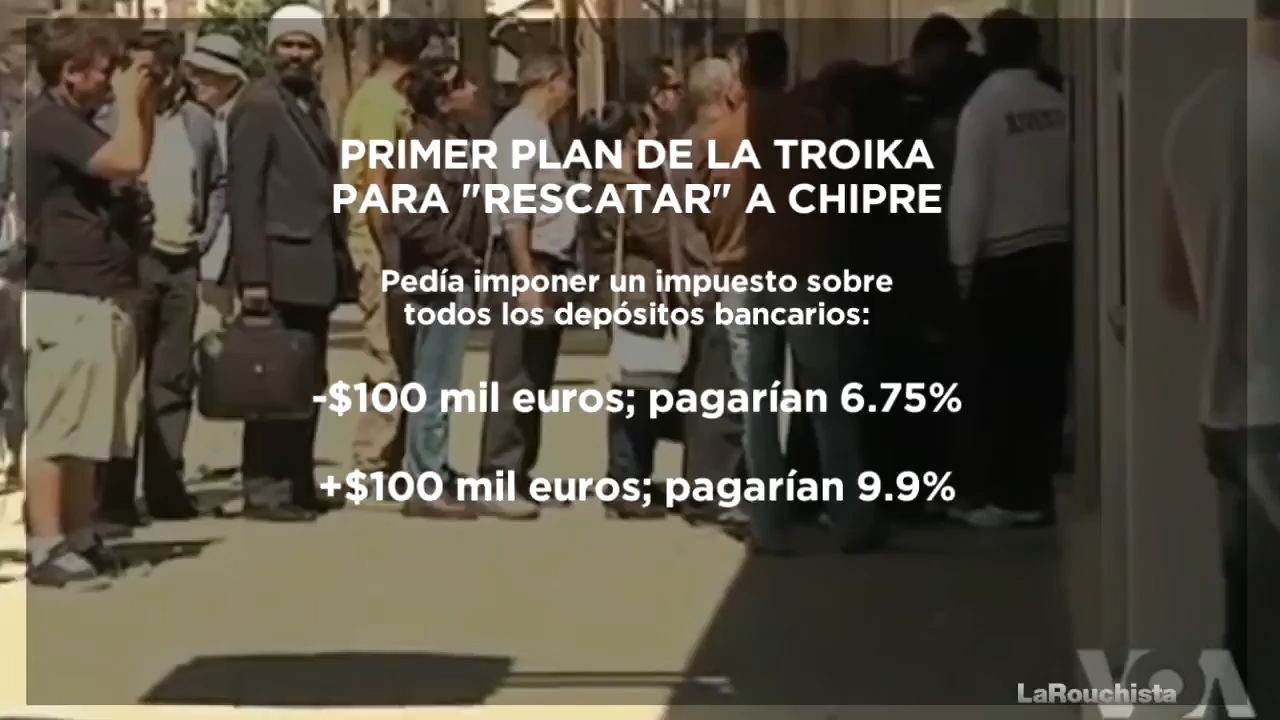 PRIMER PLAN DE LA TROIKA
PARA "RESCATAR" A CHIPRE
Pedía imponer un impuesto sobre
todos los depósitos bancarios:
-$100 mil euros; pagarían 6.75%
+$100 mil euros; pagarían 9.9%
LaRouchista
VOA